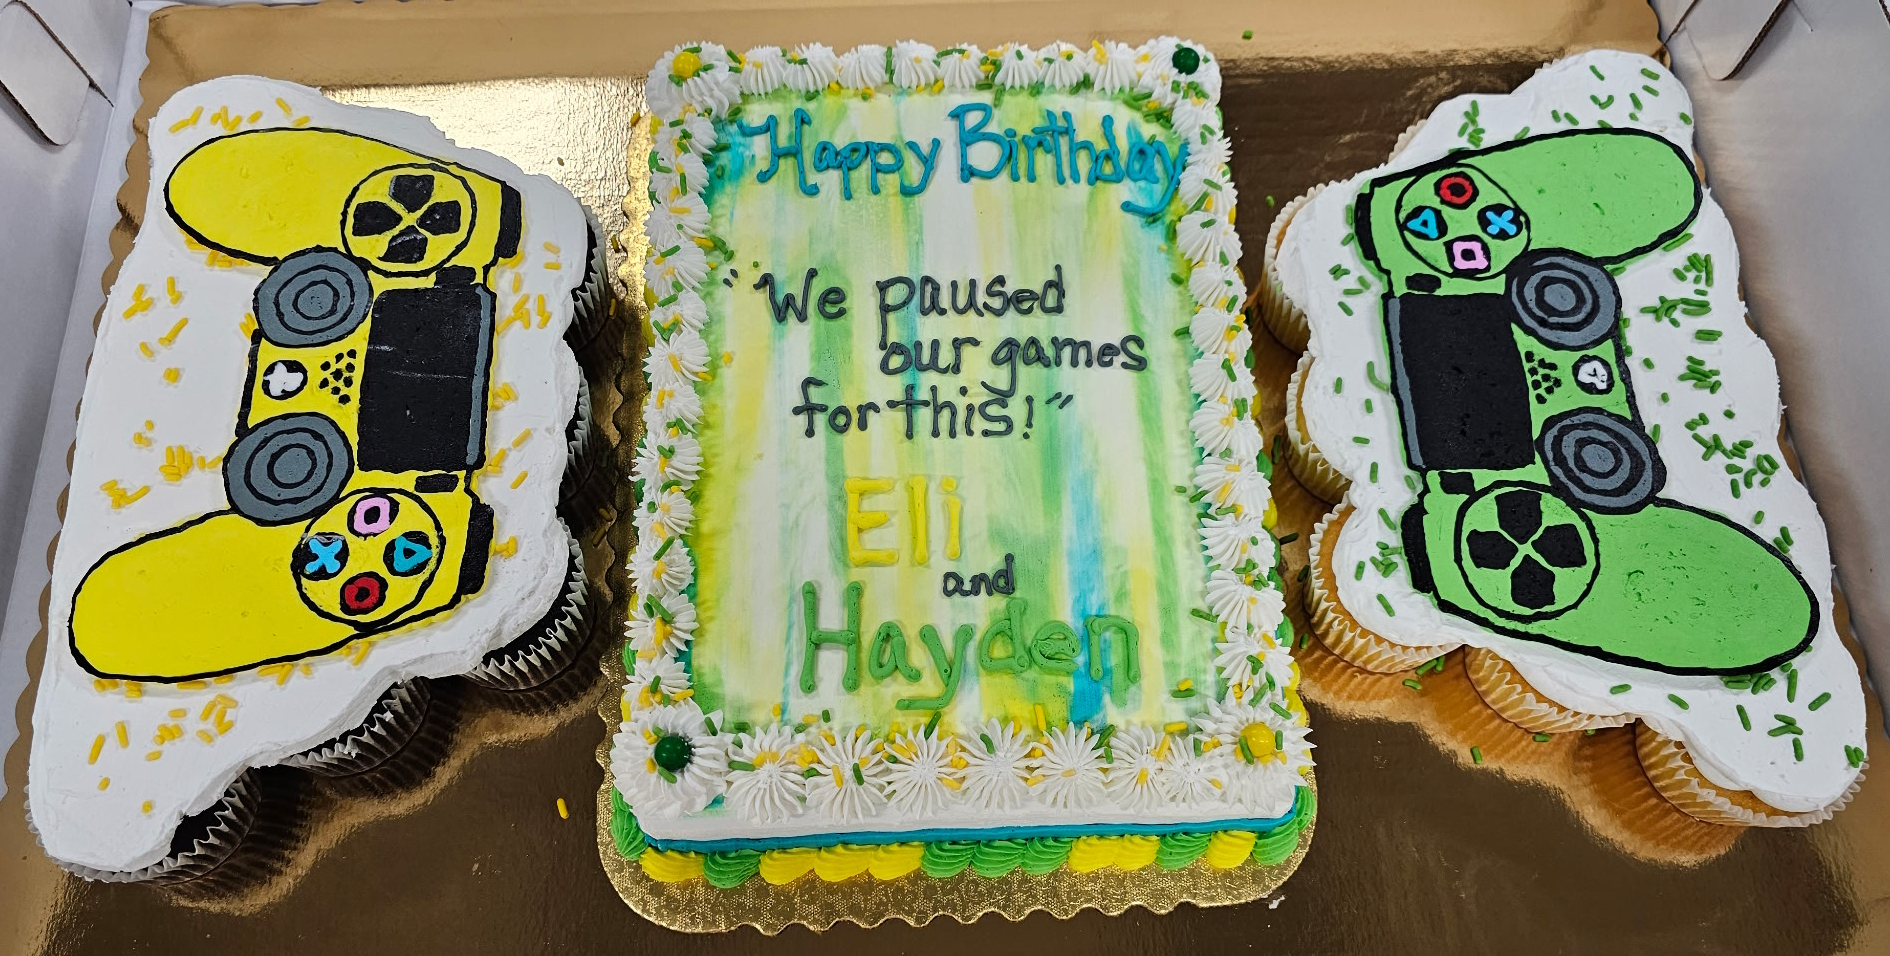 Happy Birthday
"We paused
our games
for this!"
Eli
and
Hayden